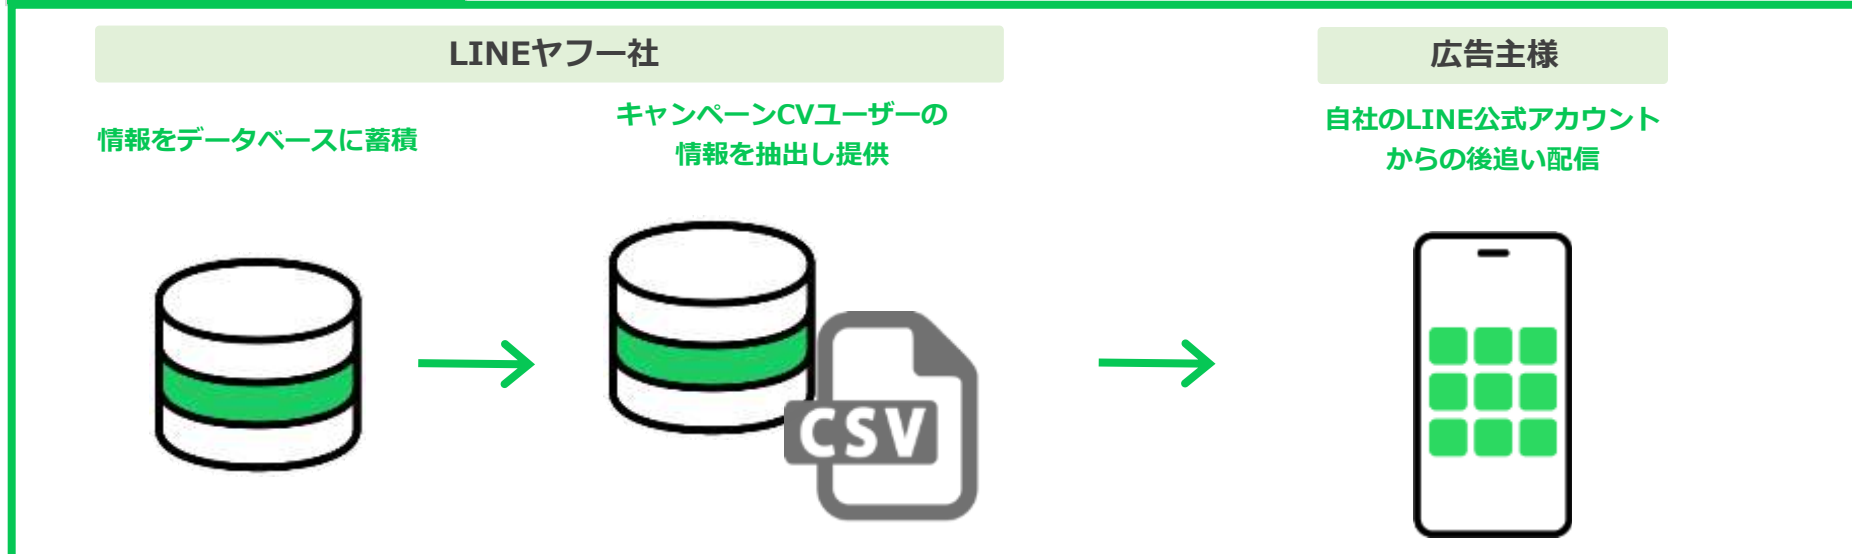 LINEヤフー社
広告主様
情報をデータベースに蓄積
キャンペーンCVユーザーの
情報を抽出し提供
自社のLINE公式アカウント
からの後追い配信
CSV